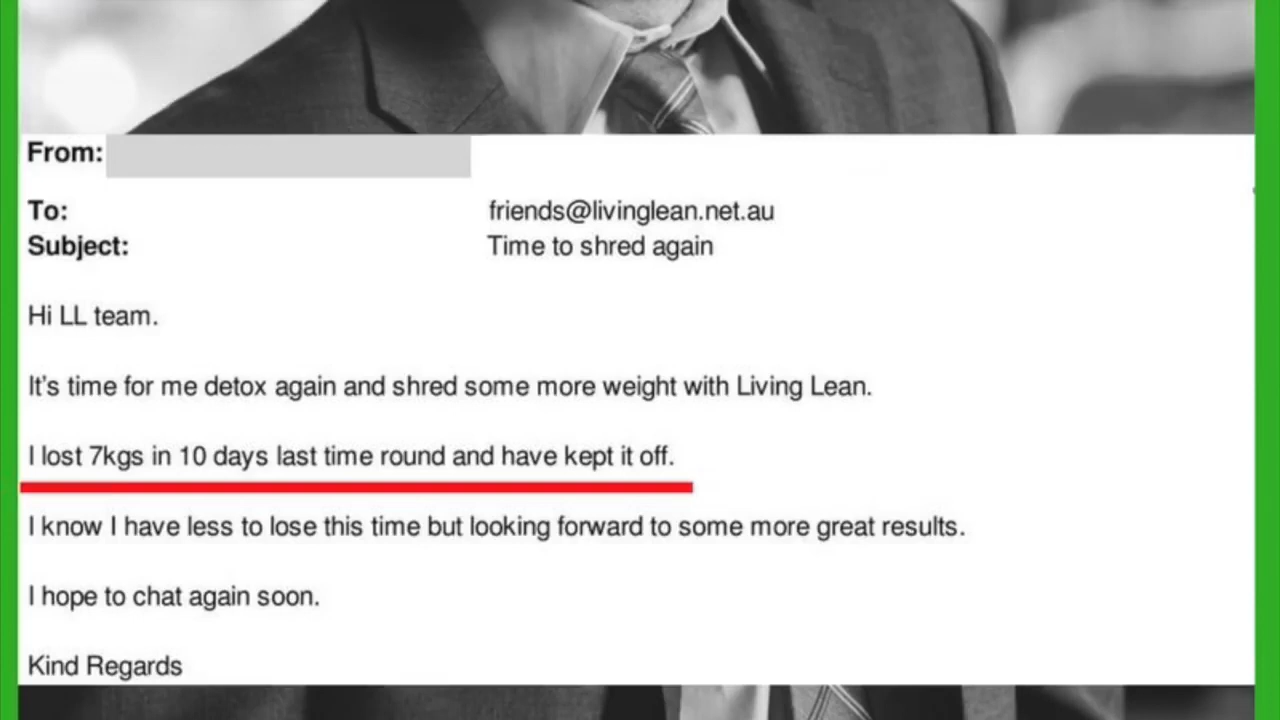 From:
To: friends@livinglean.net.au
Subject: Time to shred again
Hi LL team.
It's time for me detox again and shred some more weight with Living Lean.
I lost 7kgs in 10 days last time round and have kept it off.
I know I have less to lose this time but looking forward to some more great results.
I hope to chat again soon.
Kind Regards